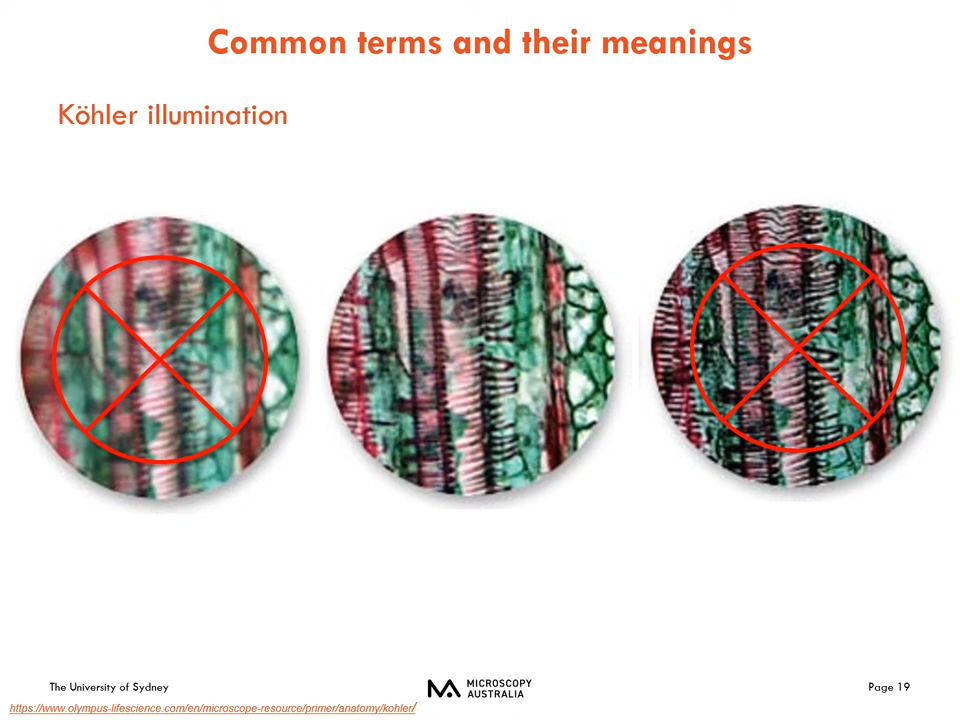 Common terms and their meanings
Köhler illumination
The University of Sydney
MICROSCOPY
AUSTRALIA
Page 19
https://www.olympus-lifescience.com/en/microscope-resource/primer/anatomy/kohler/